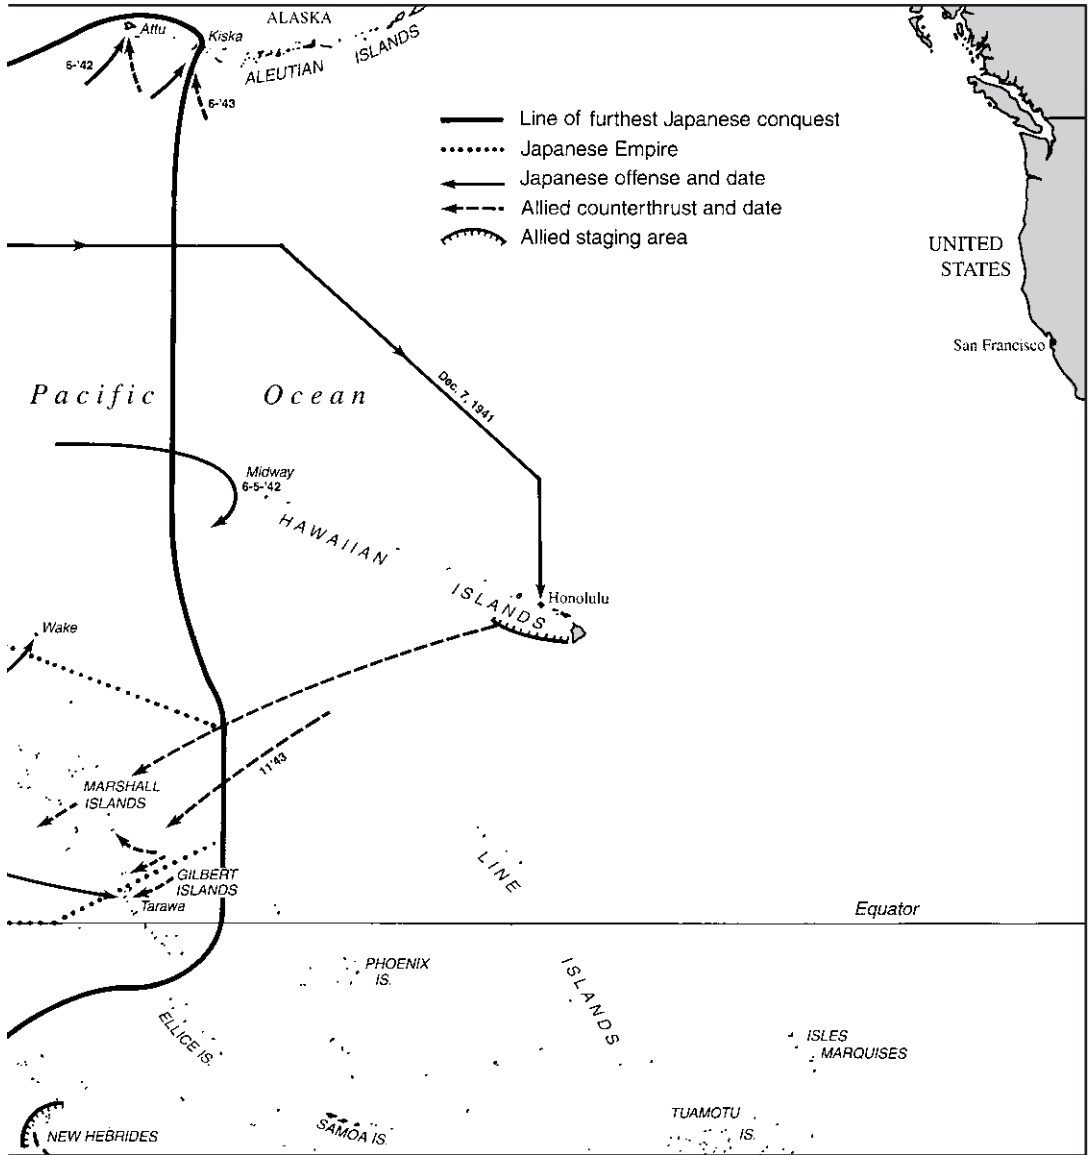 ALASKA
Attu
Kiska
ALEUTIAN
ISLANDS
6-'42
6-'43
Line of furthest Japanese conquest
Japanese Empire
Japanese offense and date
Allied counterthrust and date
Allied staging area
UNITED
STATES
San Francisco
Pacific Ocean
Dec. 7, 1941
Midway
6-5-'42
HAWAIIAN
ISLANDS
Honolulu
Wake
11'43
MARSHALL
ISLANDS
GILBERT
ISLANDS
Tarawa
LINE
ISLANDS
Equator
PHOENIX
IS.
ELLICE IS.
ISLES
MARQUISES
NEW HEBRIDES
SAMOA IS.
TUAMOTU
IS.